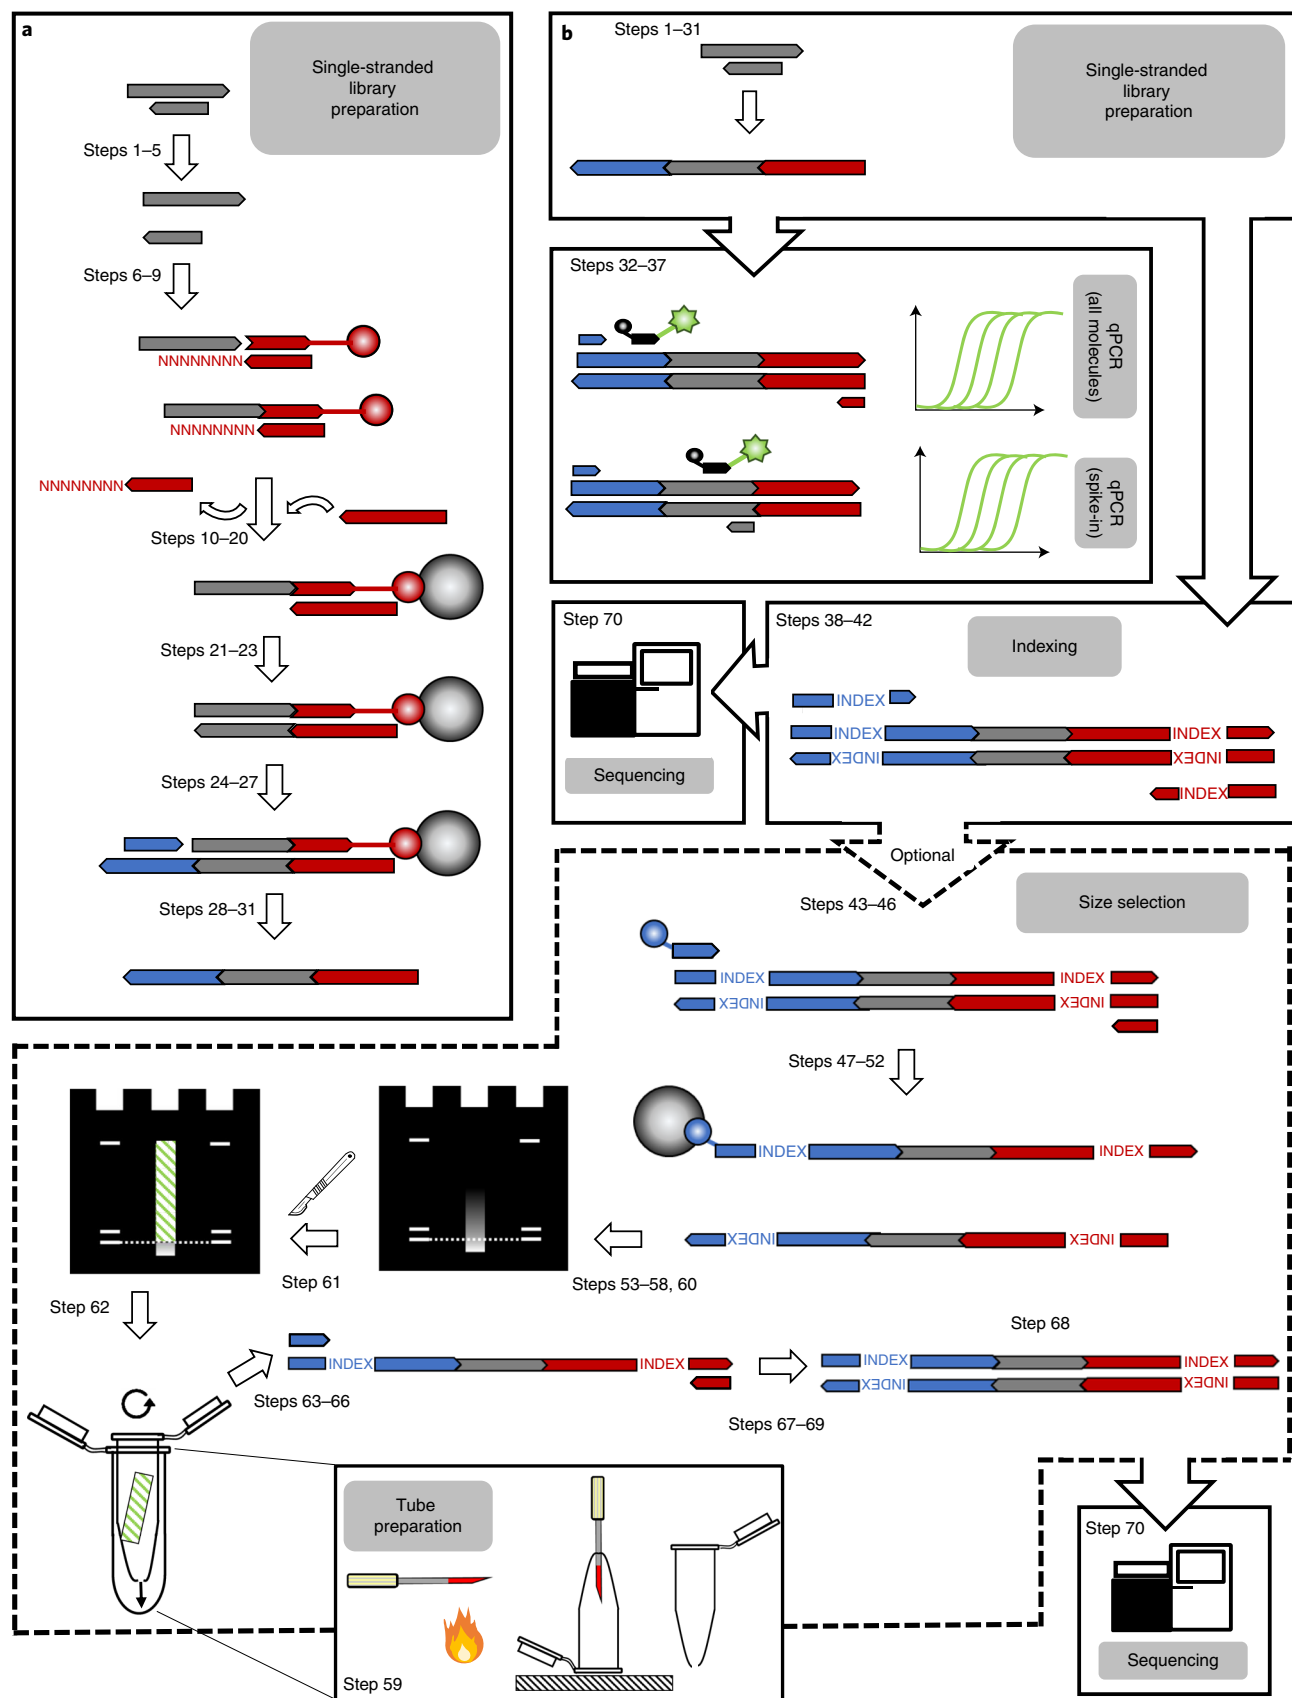 a
Single-stranded
library
preparation
Steps 1–5
Steps 6–9
NNNNNNNN
NNNNNNNN
NNNNNNNN
Steps 10–20
Steps 21–23
Steps 24–27
Steps 28–31
b
Steps 1–31
Single-stranded
library
preparation
Steps 32–37
qPCR
(all molecules)
qPCR
(spike-in)
Step 70
Sequencing
Steps 38–42
Indexing
INDEX
INDEX
INDEX
INDEX
INDEX
INDEX
Optional
Steps 43–46
Size selection
INDEX
INDEX
INDEX
INDEX
Steps 47–52
INDEX
INDEX
INDEX
INDEX
Steps 53–58, 60
Step 61
Step 62
Steps 63–66
INDEX
INDEX
Step 68
INDEX
INDEX
INDEX
INDEX
Steps 67–69
Tube
preparation
Step 59
Step 70
Sequencing